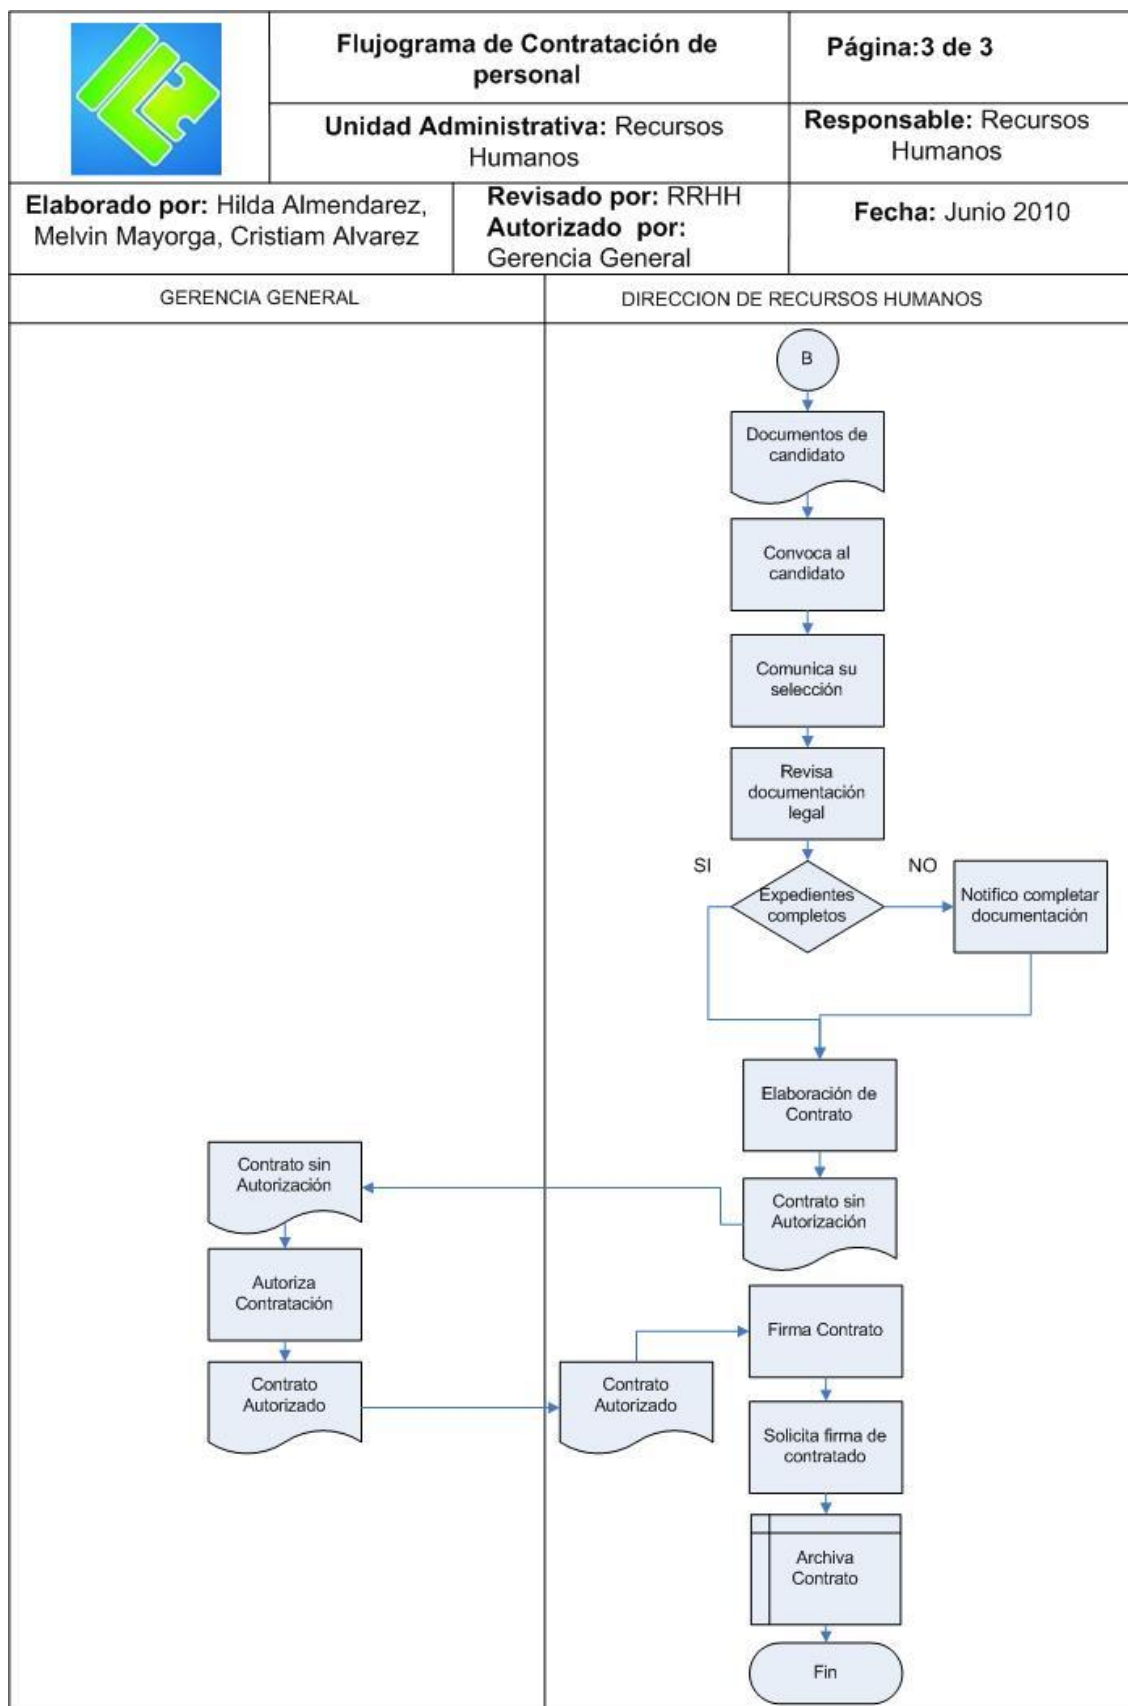 Flujograma de Contratación de
personal
Página:3 de 3
Unidad Administrativa: Recursos
Humanos
Responsable: Recursos
Humanos
Elaborado por: Hilda Almendarez,
Melvin Mayorga, Cristiam Alvarez
Revisado por: RRHH
Autorizado por:
Gerencia General
Fecha: Junio 2010
GERENCIA GENERAL
DIRECCION DE RECURSOS HUMANOS
B
Documentos de
candidato
Convoca al
candidato
Comunica su
selección
Revisa
documentación
legal
SI
NO
Expedientes
completos
Notifico completar
documentación
Elaboración de
Contrato
Contrato sin
Autorización
Contrato sin
Autorización
Autoriza
Contratación
Contrato
Autorizado
Contrato
Autorizado
Firma Contrato
Solicita firma de
contratado
Archiva
Contrato
Fin